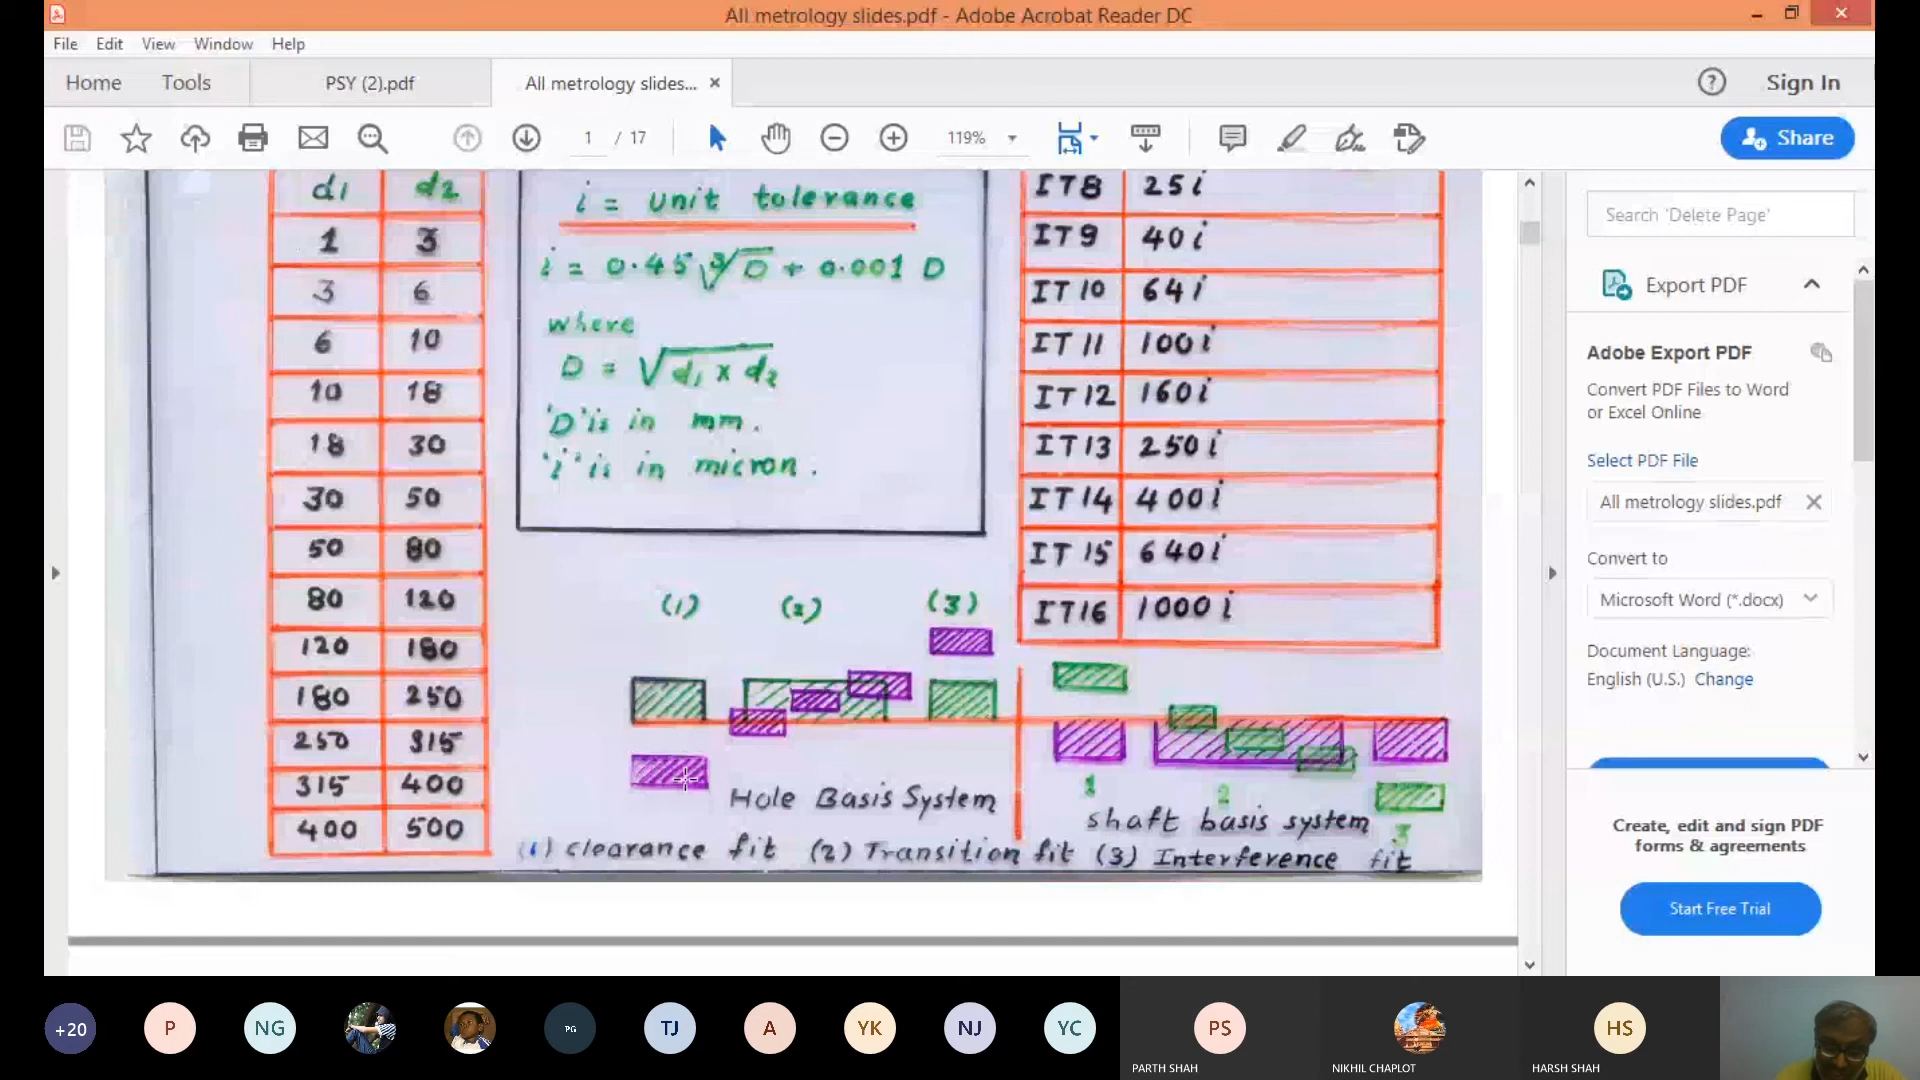 All metrology slides.pdf - Adobe Acrobat Reader DC
File Edit View Window Help
Home Tools PSY (2).pdf All metrology slides... × Sign In
1 / 17 119% Share
d1 d2
1 3
3 6
6 10
10 18
18 30
30 50
50 80
80 120
120 180
180 250
250 315
315 400
400 500
i = unit tolerance
i = 0.45 ∛D + 0.001 D
where
D = √d1 x d2
'D' is in mm.
'i' is in micron.
IT8 25i
IT9 40i
IT10 64i
IT11 100i
IT12 160i
IT13 250i
IT14 400i
IT15 640i
IT16 1000i
(1) (2) (3)
Hole Basis System
1 2 3
shaft basis system
(1) clearance fit (2) Transition fit (3) Interference fit
Search 'Delete Page'
Export PDF
Adobe Export PDF
Convert PDF Files to Word
or Excel Online
Select PDF File
All metrology slides.pdf
Convert to
Microsoft Word (*.docx)
Document Language:
English (U.S.) Change
Create, edit and sign PDF
forms & agreements
Start Free Trial
+20 P NG PG TJ A YK NJ YC PS HS
PARTH SHAH NIKHIL CHAPLOT HARSH SHAH